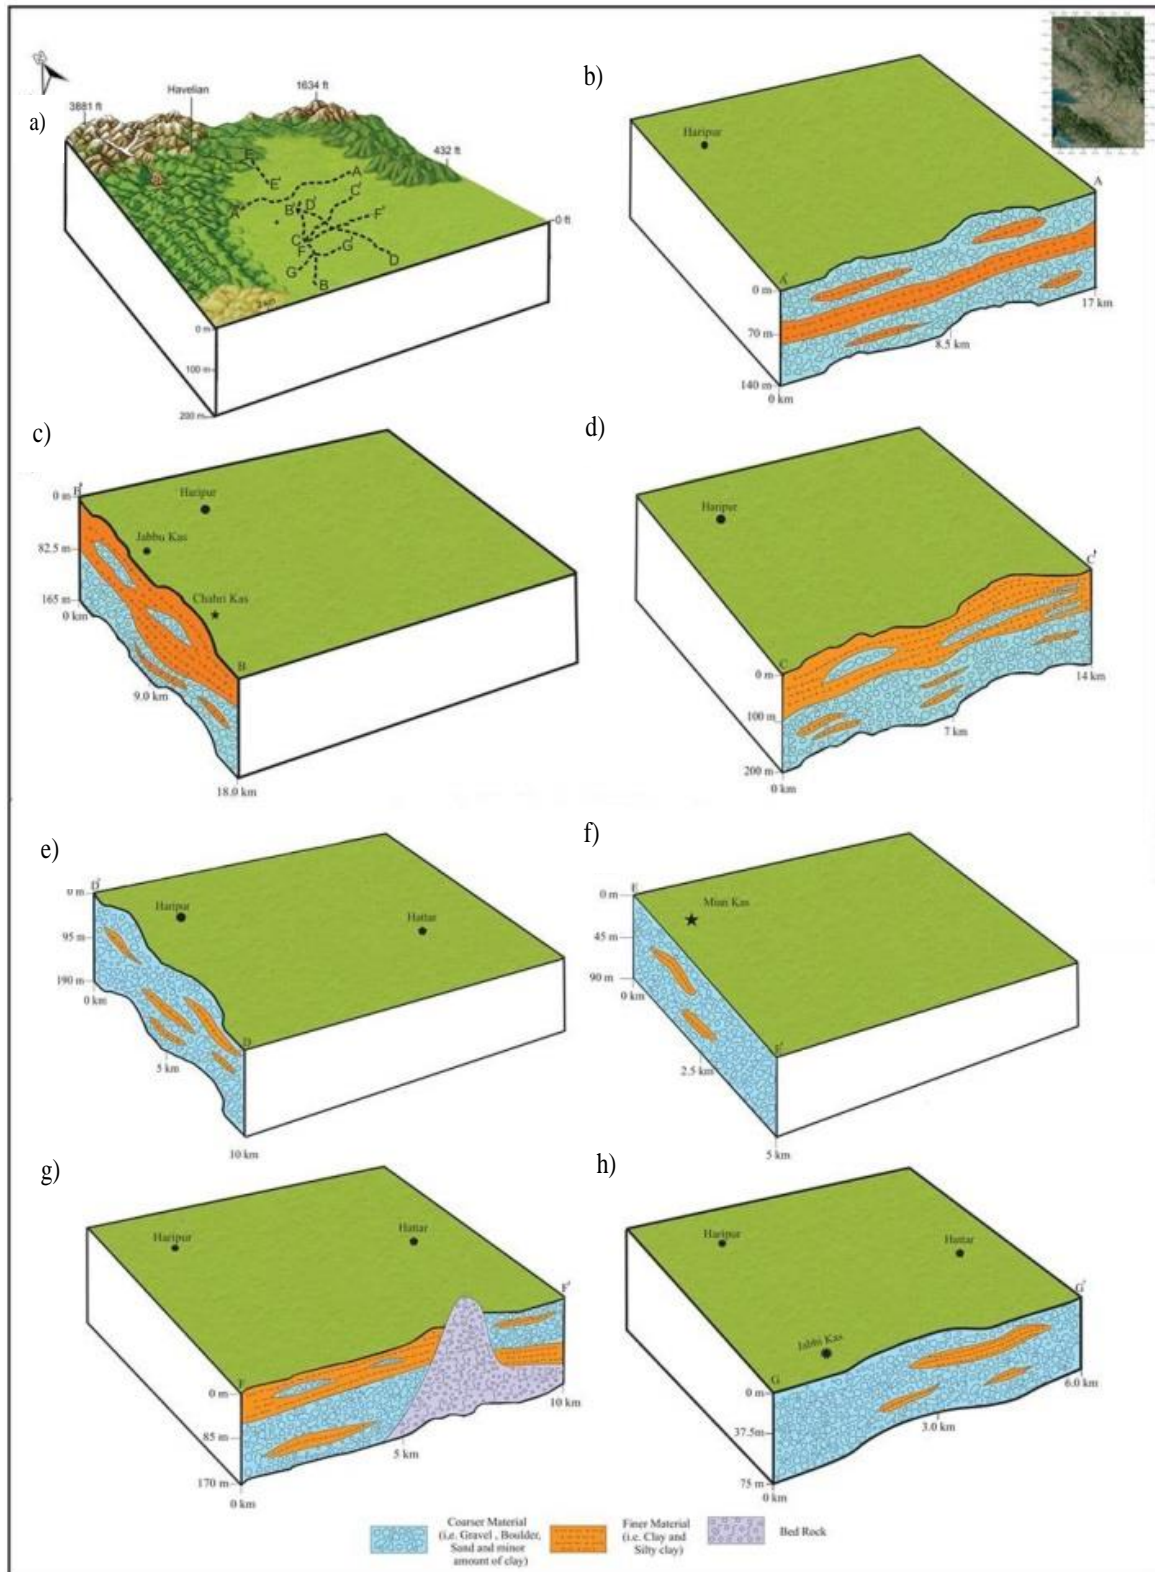 a)
3881 ft
Havelian
1634 ft
432 ft
0 ft
E
E'
A
A'
B'
D'
C'
F'
C
F
G'
G
D
B
2 km
0 m
100 m
200 m
b)
Haripur
A
A'
0 m
70 m
140 m
0 km
8.5 km
17 km
c)
B'
0 m
82.5 m
165 m
0 km
Haripur
Jabbu Kas
Chahri Kas
B
9.0 km
18.0 km
d)
Haripur
C'
C
0 m
100 m
200 m
0 km
7 km
14 km
e)
D'
0 m
95 m
190 m
0 km
Haripur
Hattar
D
5 km
10 km
f)
E
0 m
45 m
90 m
0 km
Mian Kas
E'
2.5 km
5 km
g)
Haripur
Hattar
F'
F
0 m
85 m
170 m
0 km
5 km
10 km
h)
Haripur
Hattar
Jabbi Kas
G'
G
0 m
37.5m
75 m
0 km
3.0 km
6.0 km
Coarser Material
(i,e. Gravel , Boulder,
Sand and minor
amount of clay)
Finer Material
(i.e. Clay and
Silty clay)
Bed Rock